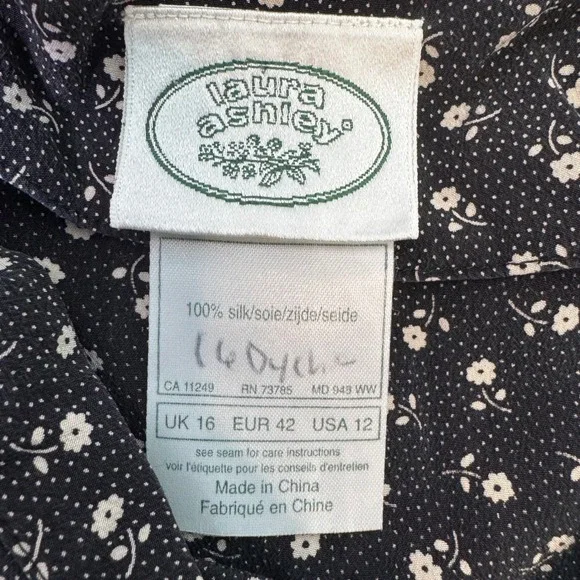 laura
ashley®
100% silk/soie/zijde/seide
CA 11249 RN 73785 MD 943 WW
UK 16 EUR 42 USA 12
see seam for care instructions
voir l'étiquette pour les conseils d'entretien
Made in China
Fabriqué en Chine